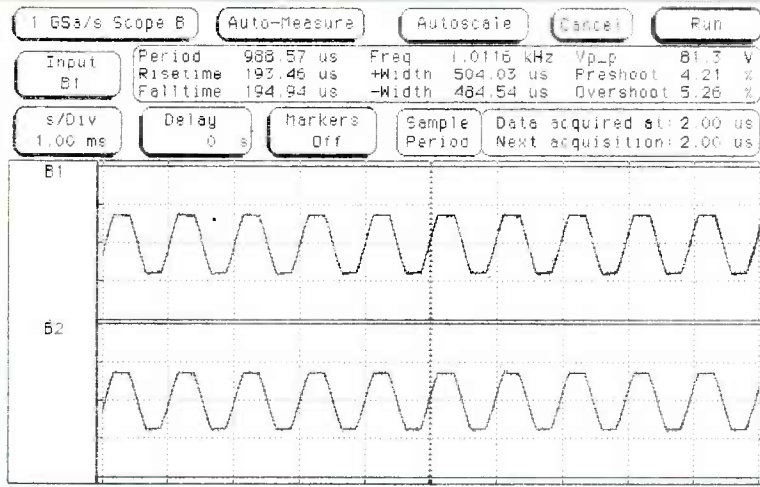 1 GSa/s Scope B Auto-Measure Autoscale Cancel Run
Input B1
Period 988.57 us Freq 1.0116 kHz Vp_p 81.3 V
Risetime 193.46 us +Width 504.03 us Preshoot 4.21 %
Falltime 194.94 us -Width 484.54 us Overshoot 5.26 %
s/Div 1.00 ms
Delay 0 s
Markers Off
Sample Period
Data acquired at: 2.00 us
Next acquisition: 2.00 us
B1
B2